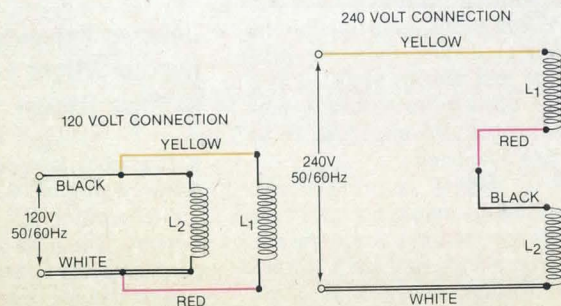 120 VOLT CONNECTION
YELLOW
BLACK
120V
50/60Hz
L2
L1
WHITE
RED
240 VOLT CONNECTION
YELLOW
L1
RED
240V
50/60Hz
BLACK
L2
WHITE